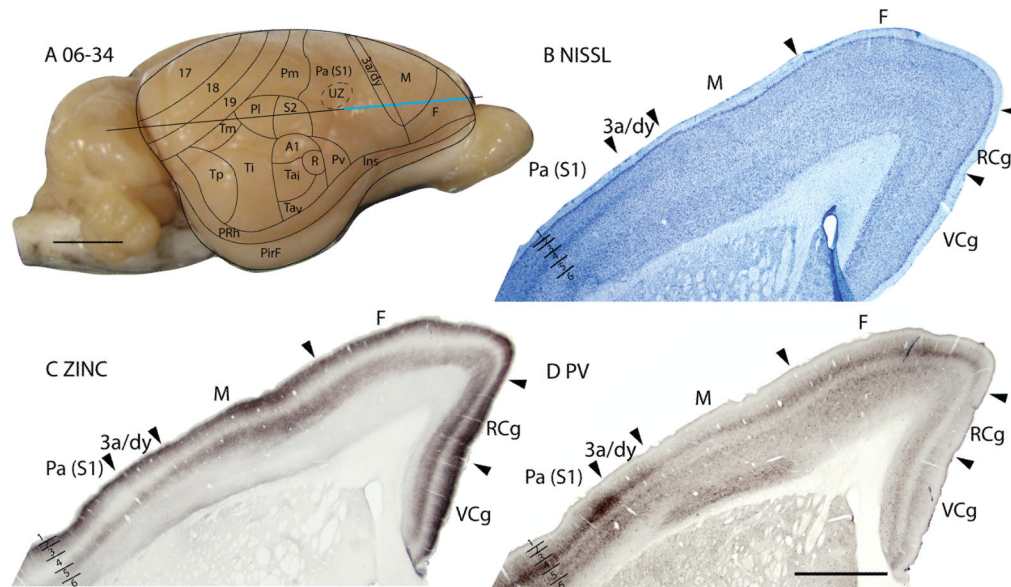 A 06-34
17
18
19
Pm
Pa (S1)
UZ
3a/dy
M
F
Pl
S2
Tm
A1
R
Pv
Ins
Tp
Ti
Tai
Tav
PRh
PirF
B NISSL
F
M
3a/dy
Pa (S1)
RCg
VCg
C ZINC
F
M
3a/dy
Pa (S1)
RCg
VCg
D PV
F
M
3a/dy
Pa (S1)
RCg
VCg